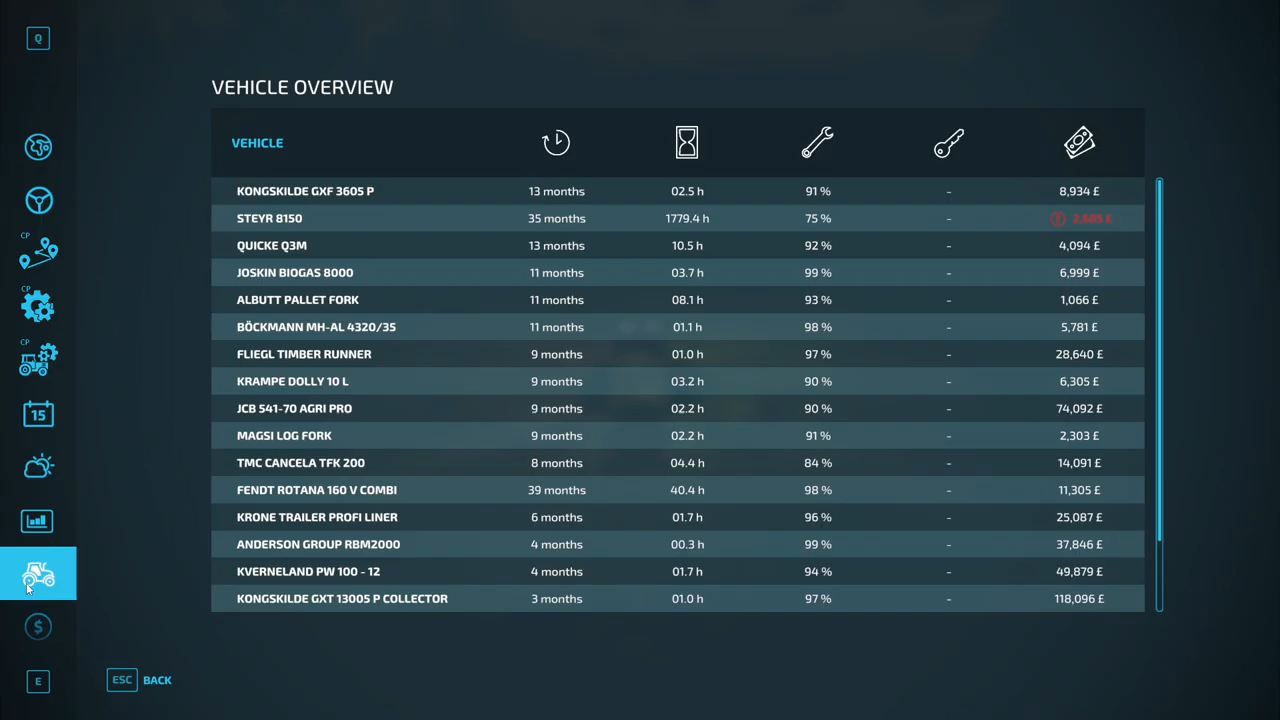 Q
VEHICLE OVERVIEW
VEHICLE
KONGSKILDE GXF 3605 P 13 months 02.5 h 91 % - 8,934 £
STEYR 8150 35 months 1779.4 h 75 % - 2,885 £
QUICKE Q3M 13 months 10.5 h 92 % - 4,094 £
JOSKIN BIOGAS 8000 11 months 03.7 h 99 % - 6,999 £
ALBUTT PALLET FORK 11 months 08.1 h 93 % - 1,066 £
BÖCKMANN MH-AL 4320/35 11 months 01.1 h 98 % - 5,781 £
FLIEGL TIMBER RUNNER 9 months 01.0 h 97 % - 28,640 £
KRAMPE DOLLY 10 L 9 months 03.2 h 90 % - 6,305 £
JCB 541-70 AGRI PRO 9 months 02.2 h 90 % - 74,092 £
MAGSI LOG FORK 9 months 02.2 h 91 % - 2,303 £
TMC CANCELA TFK 200 8 months 04.4 h 84 % - 14,091 £
FENDT ROTANA 160 V COMBI 39 months 40.4 h 98 % - 11,305 £
KRONE TRAILER PROFI LINER 6 months 01.7 h 96 % - 25,087 £
ANDERSON GROUP RBM2000 4 months 00.3 h 99 % - 37,846 £
KVERNELAND PW 100 - 12 4 months 01.7 h 94 % - 49,879 £
KONGSKILDE GXT 13005 P COLLECTOR 3 months 01.0 h 97 % - 118,096 £
CP
CP
CP
15
$
E
ESC BACK